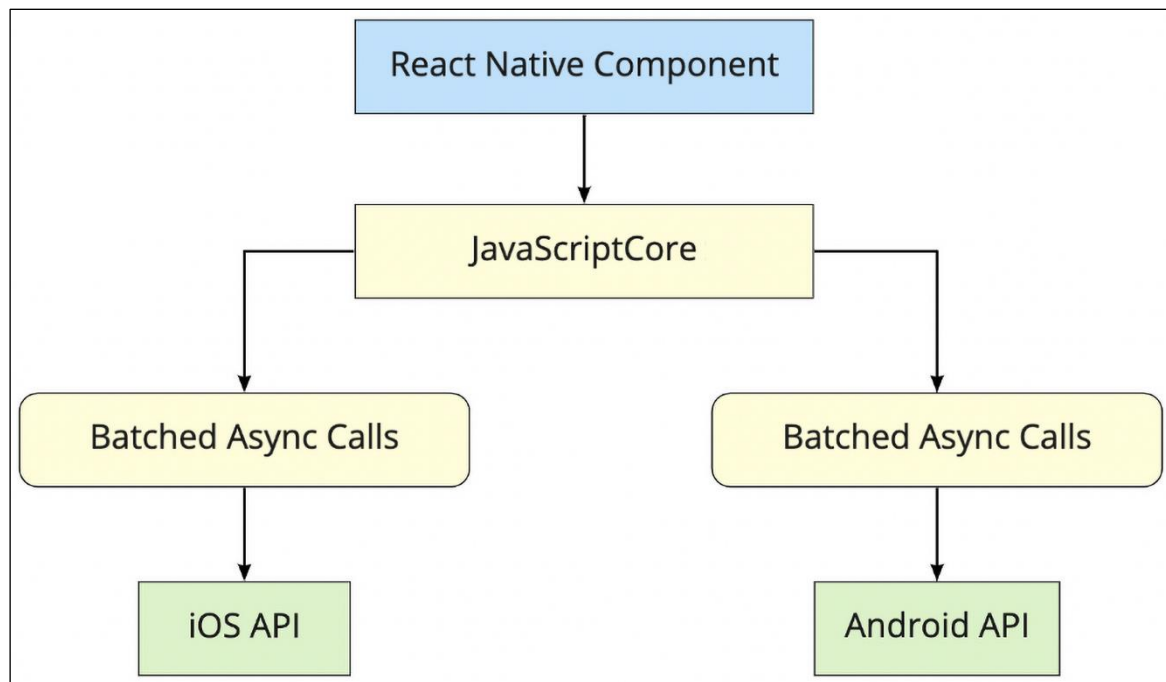 React Native Component
JavaScriptCore
Batched Async Calls
Batched Async Calls
iOS API
Android API